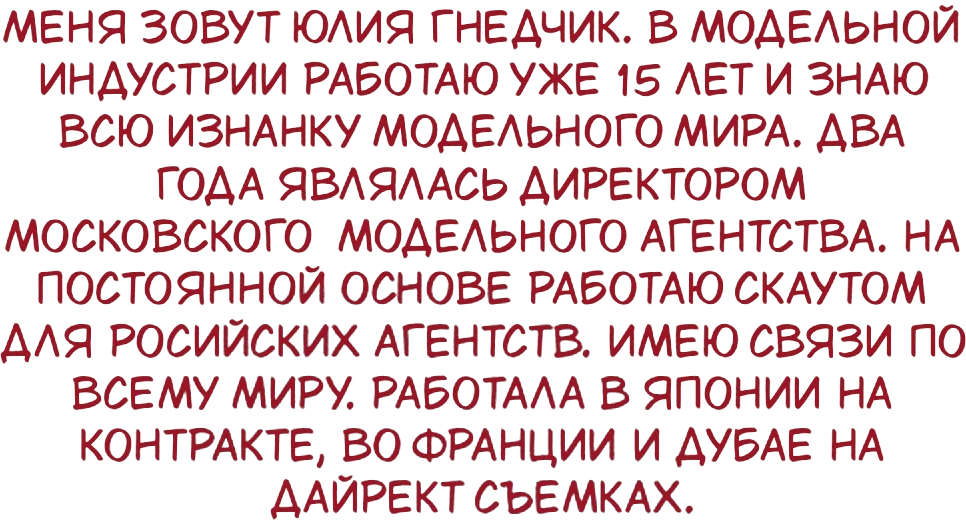 МЕНЯ ЗОВУТ ЮЛИЯ ГНЕДЧИК. В МОДЕЛЬНОЙ
ИНДУСТРИИ РАБОТАЮ УЖЕ 15 ЛЕТ И ЗНАЮ
ВСЮ ИЗНАНКУ МОДЕЛЬНОГО МИРА. ДВА
ГОДА ЯВЛЯЛАСЬ ДИРЕКТОРОМ
МОСКОВСКОГО МОДЕЛЬНОГО АГЕНТСТВА. НА
ПОСТОЯННОЙ ОСНОВЕ РАБОТАЮ СКАУТОМ
ДЛЯ РОСИЙСКИХ АГЕНТСТВ. ИМЕЮ СВЯЗИ ПО
ВСЕМУ МИРУ. РАБОТАЛА В ЯПОНИИ НА
КОНТРАКТЕ, ВО ФРАНЦИИ И ДУБАЕ НА
ДАЙРЕКТ СЪЕМКАХ.